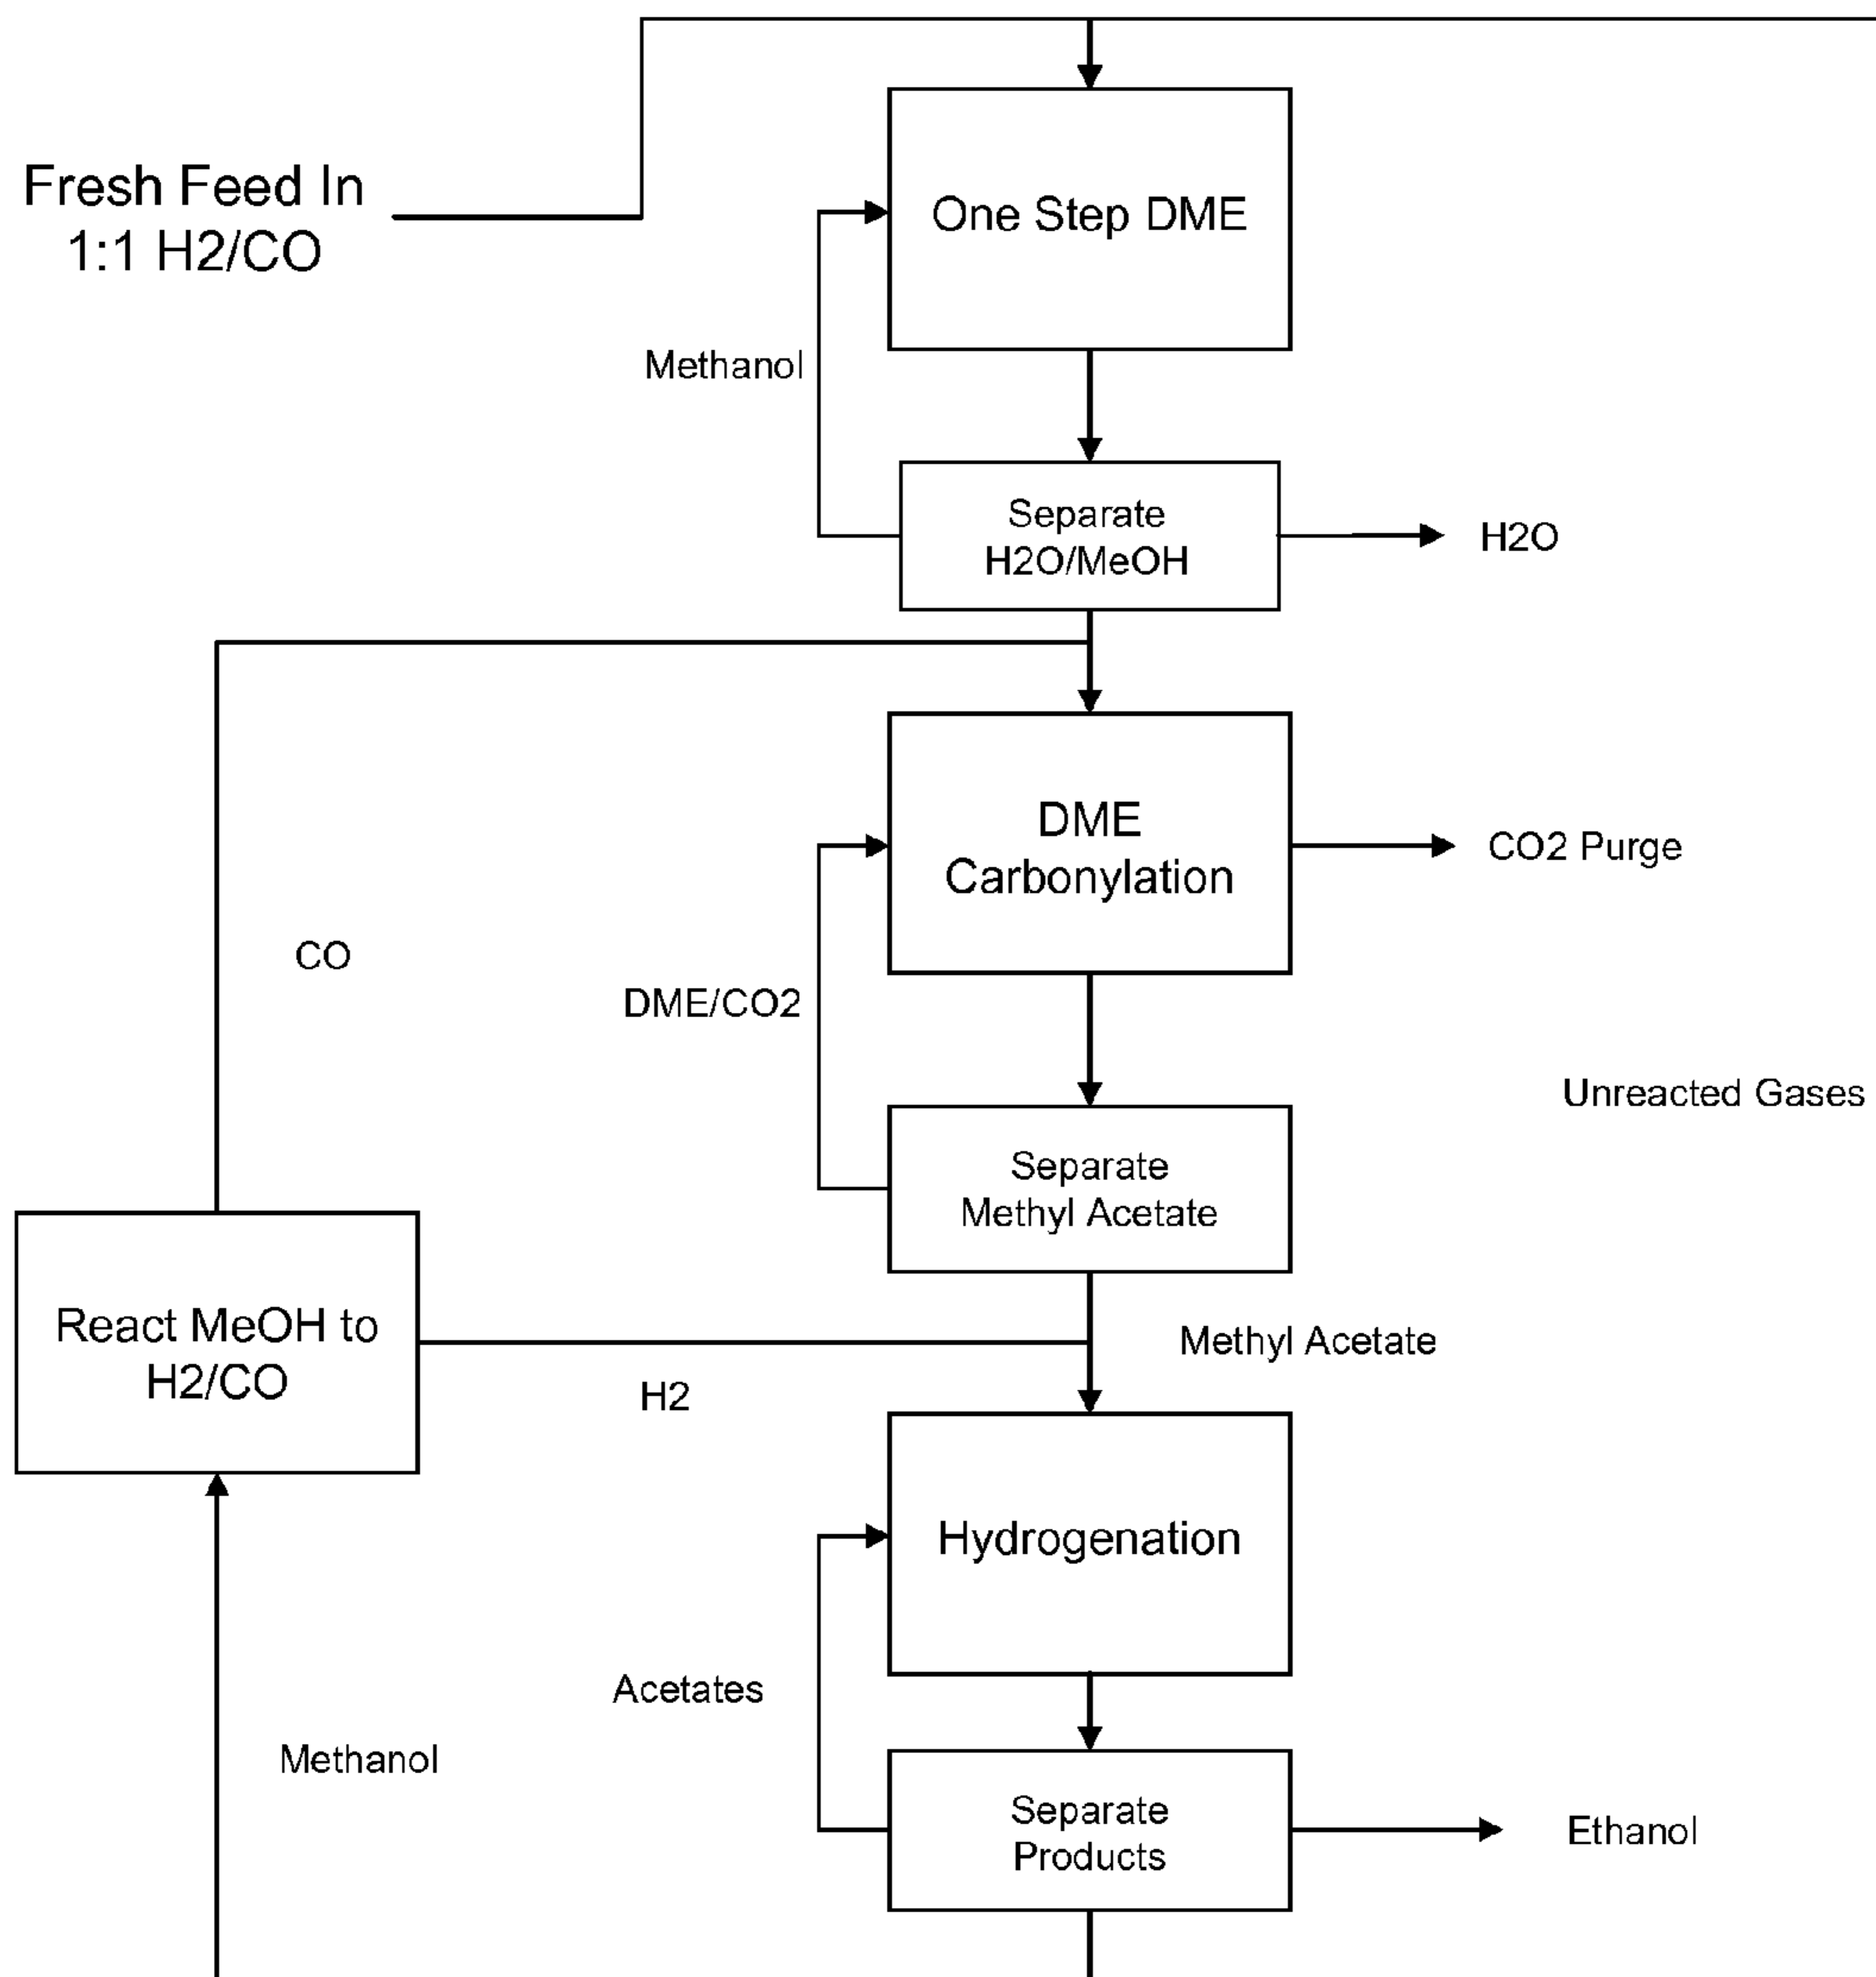 Fresh Feed In
1:1 H2/CO
One Step DME
Methanol
Separate
H2O/MeOH
H2O
DME
Carbonylation
CO2 Purge
CO
DME/CO2
Unreacted Gases
Separate
Methyl Acetate
React MeOH to
H2/CO
Methyl Acetate
H2
Hydrogenation
Acetates
Methanol
Separate
Products
Ethanol